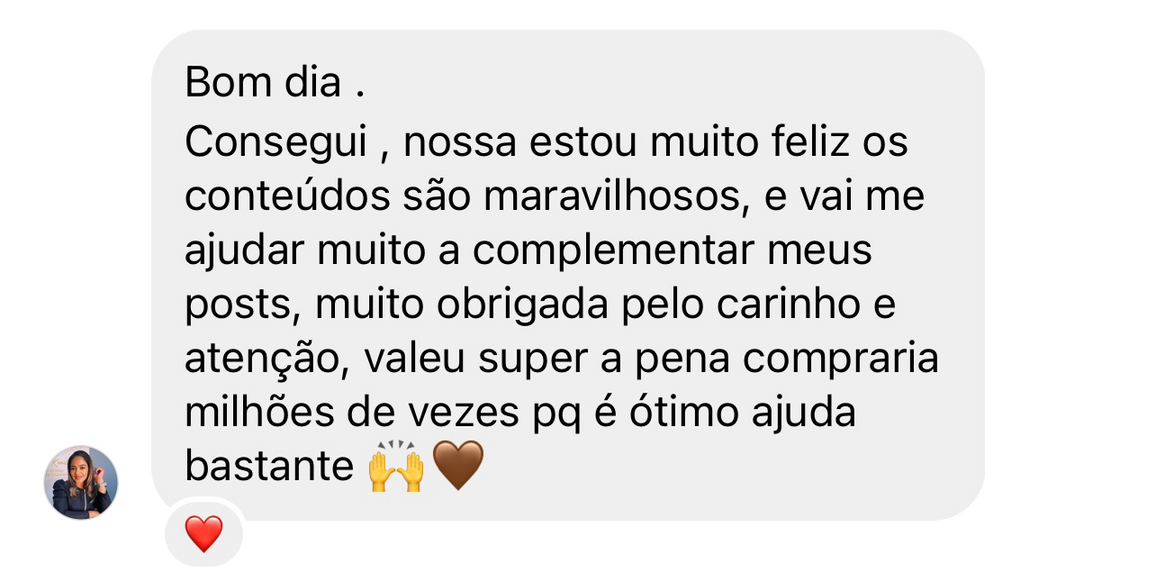 Bom dia .
Consegui , nossa estou muito feliz os
conteúdos são maravilhosos, e vai me
ajudar muito a complementar meus
posts, muito obrigada pelo carinho e
atenção, valeu super a pena compraria
milhões de vezes pq é ótimo ajuda
bastante 🙌🤎
❤️